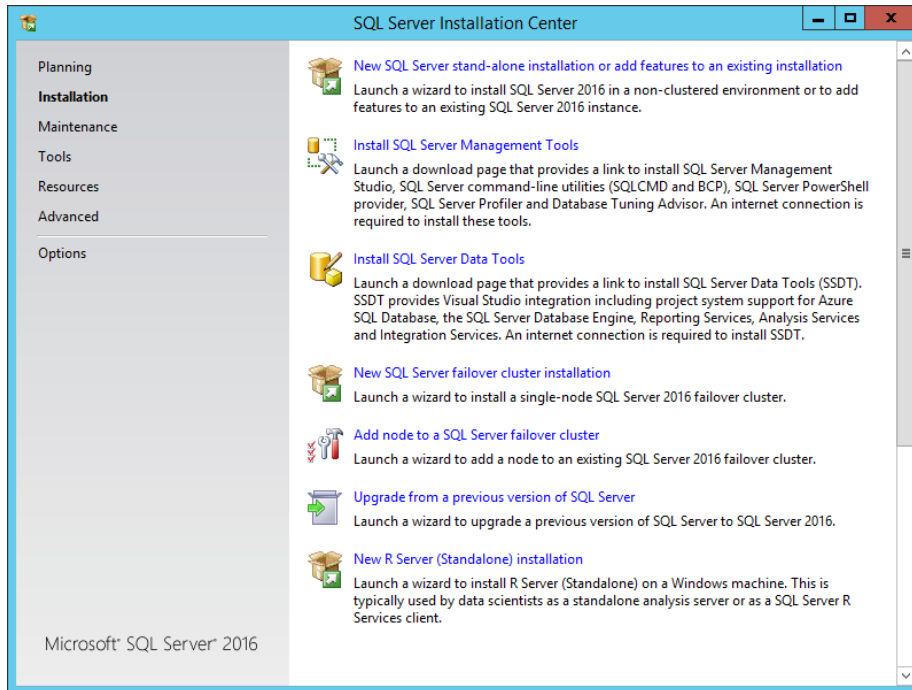 SQL Server Installation Center
Planning
Installation
Maintenance
Tools
Resources
Advanced
Options
New SQL Server stand-alone installation or add features to an existing installation
Launch a wizard to install SQL Server 2016 in a non-clustered environment or to add
features to an existing SQL Server 2016 instance.
Install SQL Server Management Tools
Launch a download page that provides a link to install SQL Server Management
Studio, SQL Server command-line utilities (SQLCMD and BCP), SQL Server PowerShell
provider, SQL Server Profiler and Database Tuning Advisor. An internet connection is
required to install these tools.
Install SQL Server Data Tools
Launch a download page that provides a link to install SQL Server Data Tools (SSDT).
SSDT provides Visual Studio integration including project system support for Azure
SQL Database, the SQL Server Database Engine, Reporting Services, Analysis Services
and Integration Services. An internet connection is required to install SSDT.
New SQL Server failover cluster installation
Launch a wizard to install a single-node SQL Server 2016 failover cluster.
Add node to a SQL Server failover cluster
Launch a wizard to add a node to an existing SQL Server 2016 failover cluster.
Upgrade from a previous version of SQL Server
Launch a wizard to upgrade a previous version of SQL Server to SQL Server 2016.
New R Server (Standalone) installation
Launch a wizard to install R Server (Standalone) on a Windows machine. This is
typically used by data scientists as a standalone analysis server or as a SQL Server R
Services client.
Microsoft® SQL Server® 2016